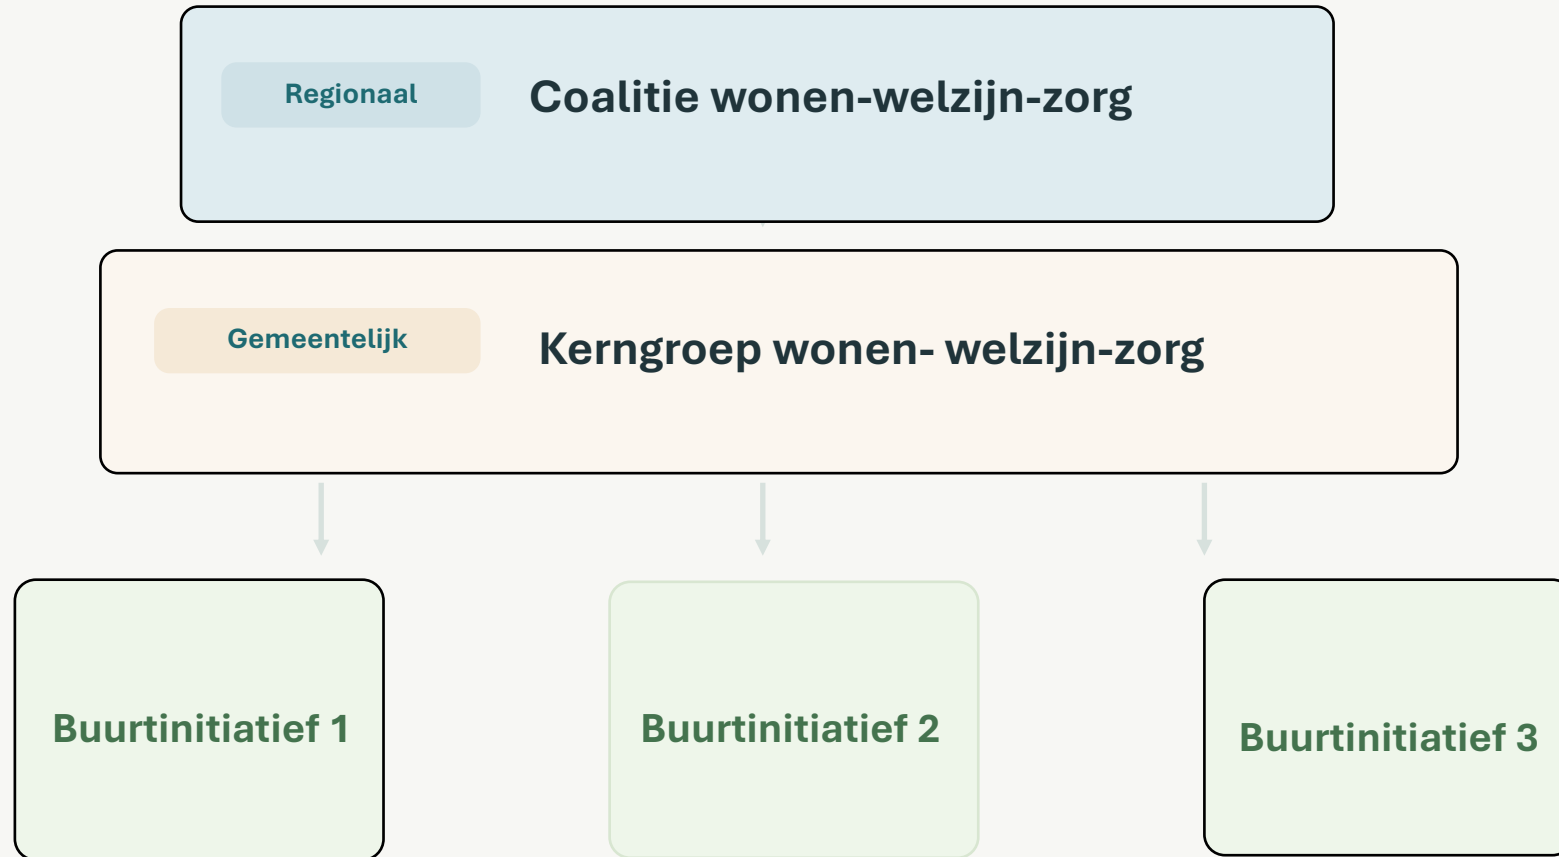 Regionaal
Coalitie wonen-welzijn-zorg
Gemeentelijk
Kerngroep wonen- welzijn-zorg
Buurtinitiatief 1
Buurtinitiatief 2
Buurtinitiatief 3